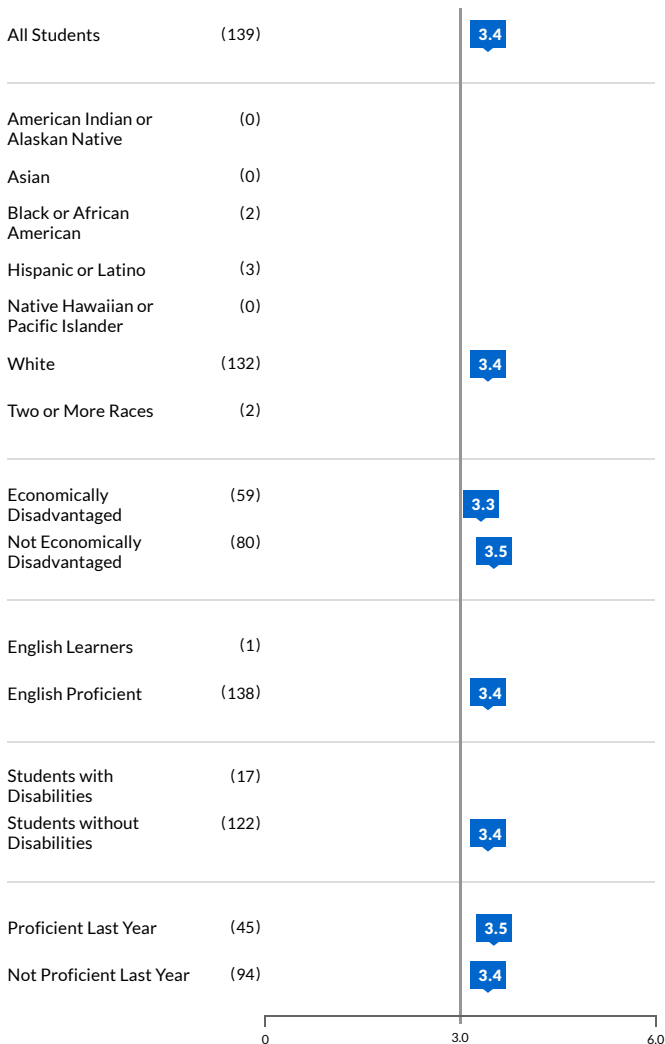 All Students (139) 3.4
American Indian or (0)
Alaskan Native
Asian (0)
Black or African (2)
American
Hispanic or Latino (3)
Native Hawaiian or (0)
Pacific Islander
White (132) 3.4
Two or More Races (2)
Economically (59) 3.3
Disadvantaged
Not Economically (80) 3.5
Disadvantaged
English Learners (1)
English Proficient (138) 3.4
Students with (17)
Disabilities
Students without (122) 3.4
Disabilities
Proficient Last Year (45) 3.5
Not Proficient Last Year (94) 3.4
0 3.0 6.0